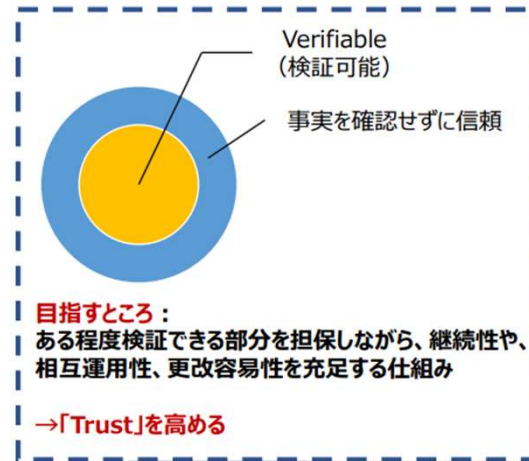 Verifiable
（検証可能）
事実を確認せずに信頼
目指すところ：
ある程度検証できる部分を担保しながら、継続性や、
相互運用性、更改容易性を充足する仕組み
→「Trust」を高める